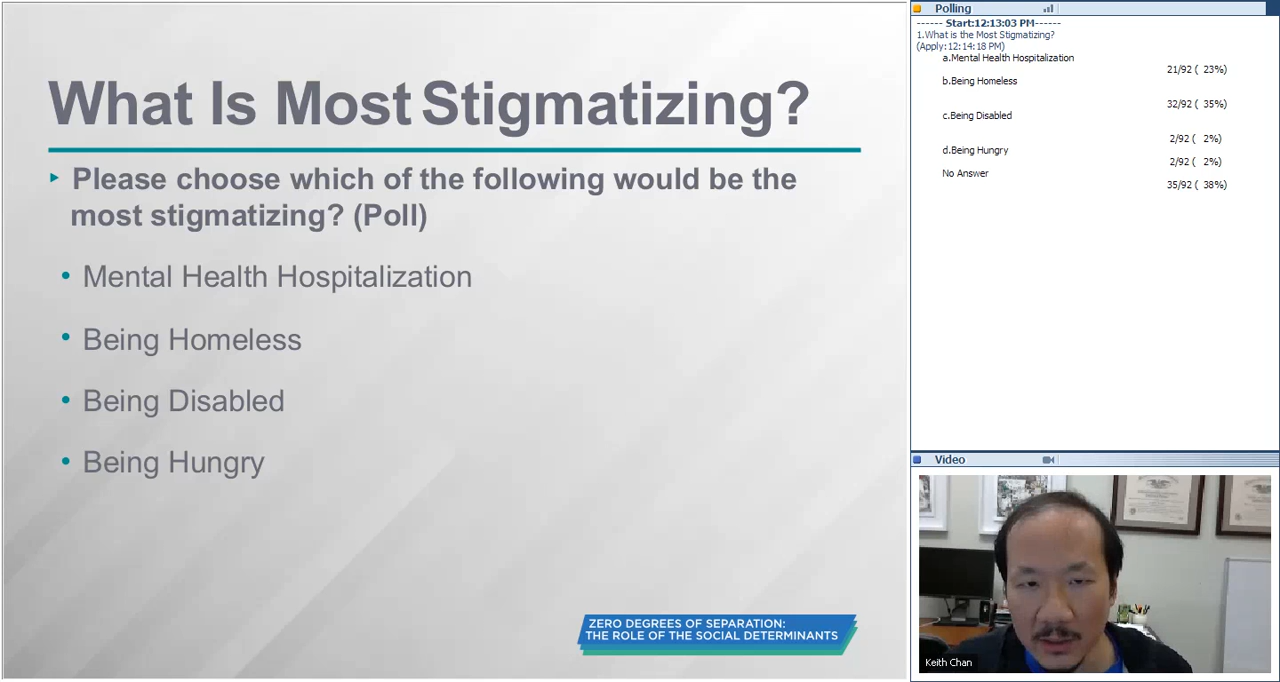 What Is Most Stigmatizing?
Please choose which of the following would be the
most stigmatizing? (Poll)
Mental Health Hospitalization
Being Homeless
Being Disabled
Being Hungry
ZERO DEGREES OF SEPARATION:
THE ROLE OF THE SOCIAL DETERMINANTS
Polling
------ Start:12:13:03 PM------
1.What is the Most Stigmatizing?
(Apply:12:14:18 PM)
a.Mental Health Hospitalization
21/92 ( 23%)
b.Being Homeless
32/92 ( 35%)
c.Being Disabled
2/92 ( 2%)
d.Being Hungry
2/92 ( 2%)
No Answer
35/92 ( 38%)
Video
Keith Chan